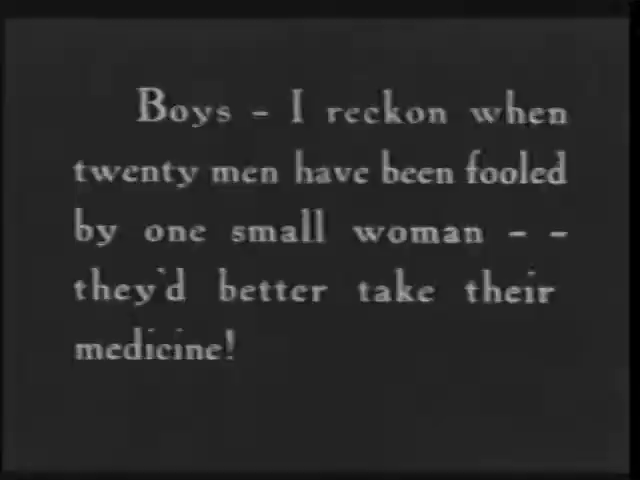 Boys - I reckon when
twenty men have been fooled
by one small woman - -
they'd better take their
medicine!